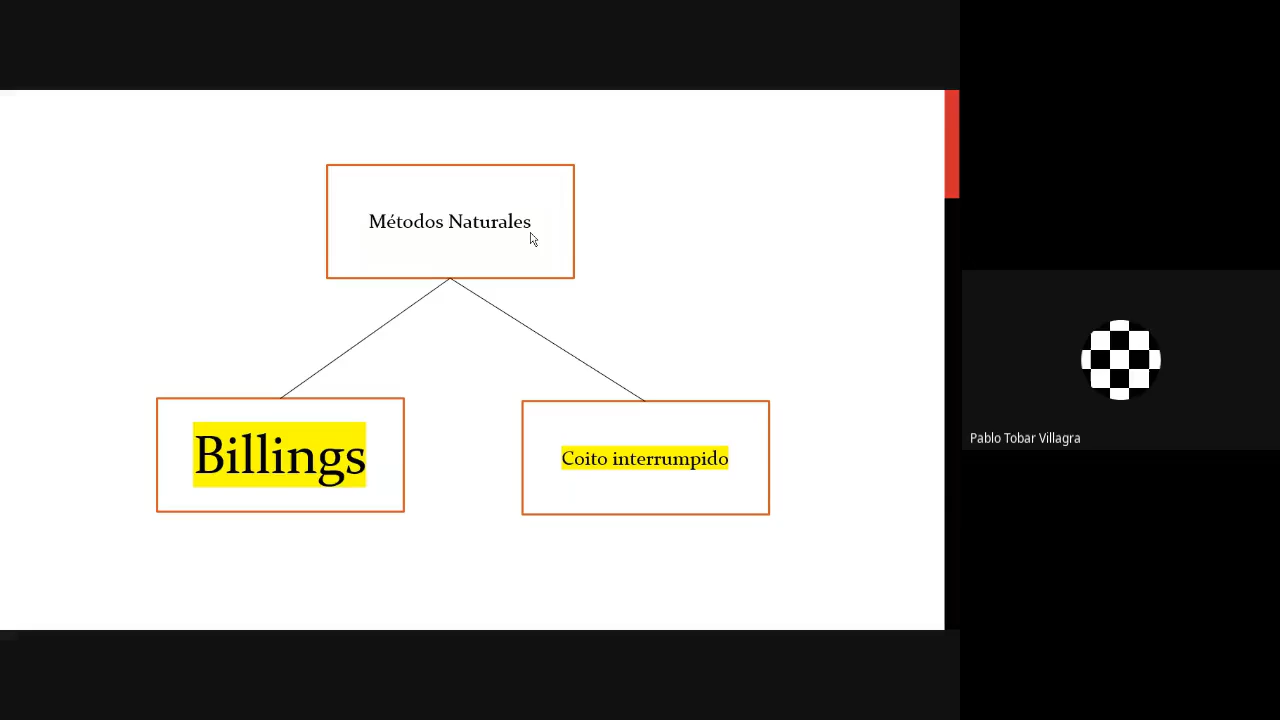 Métodos Naturales
Billings
Coito interrumpido
Pablo Tobar Villagra